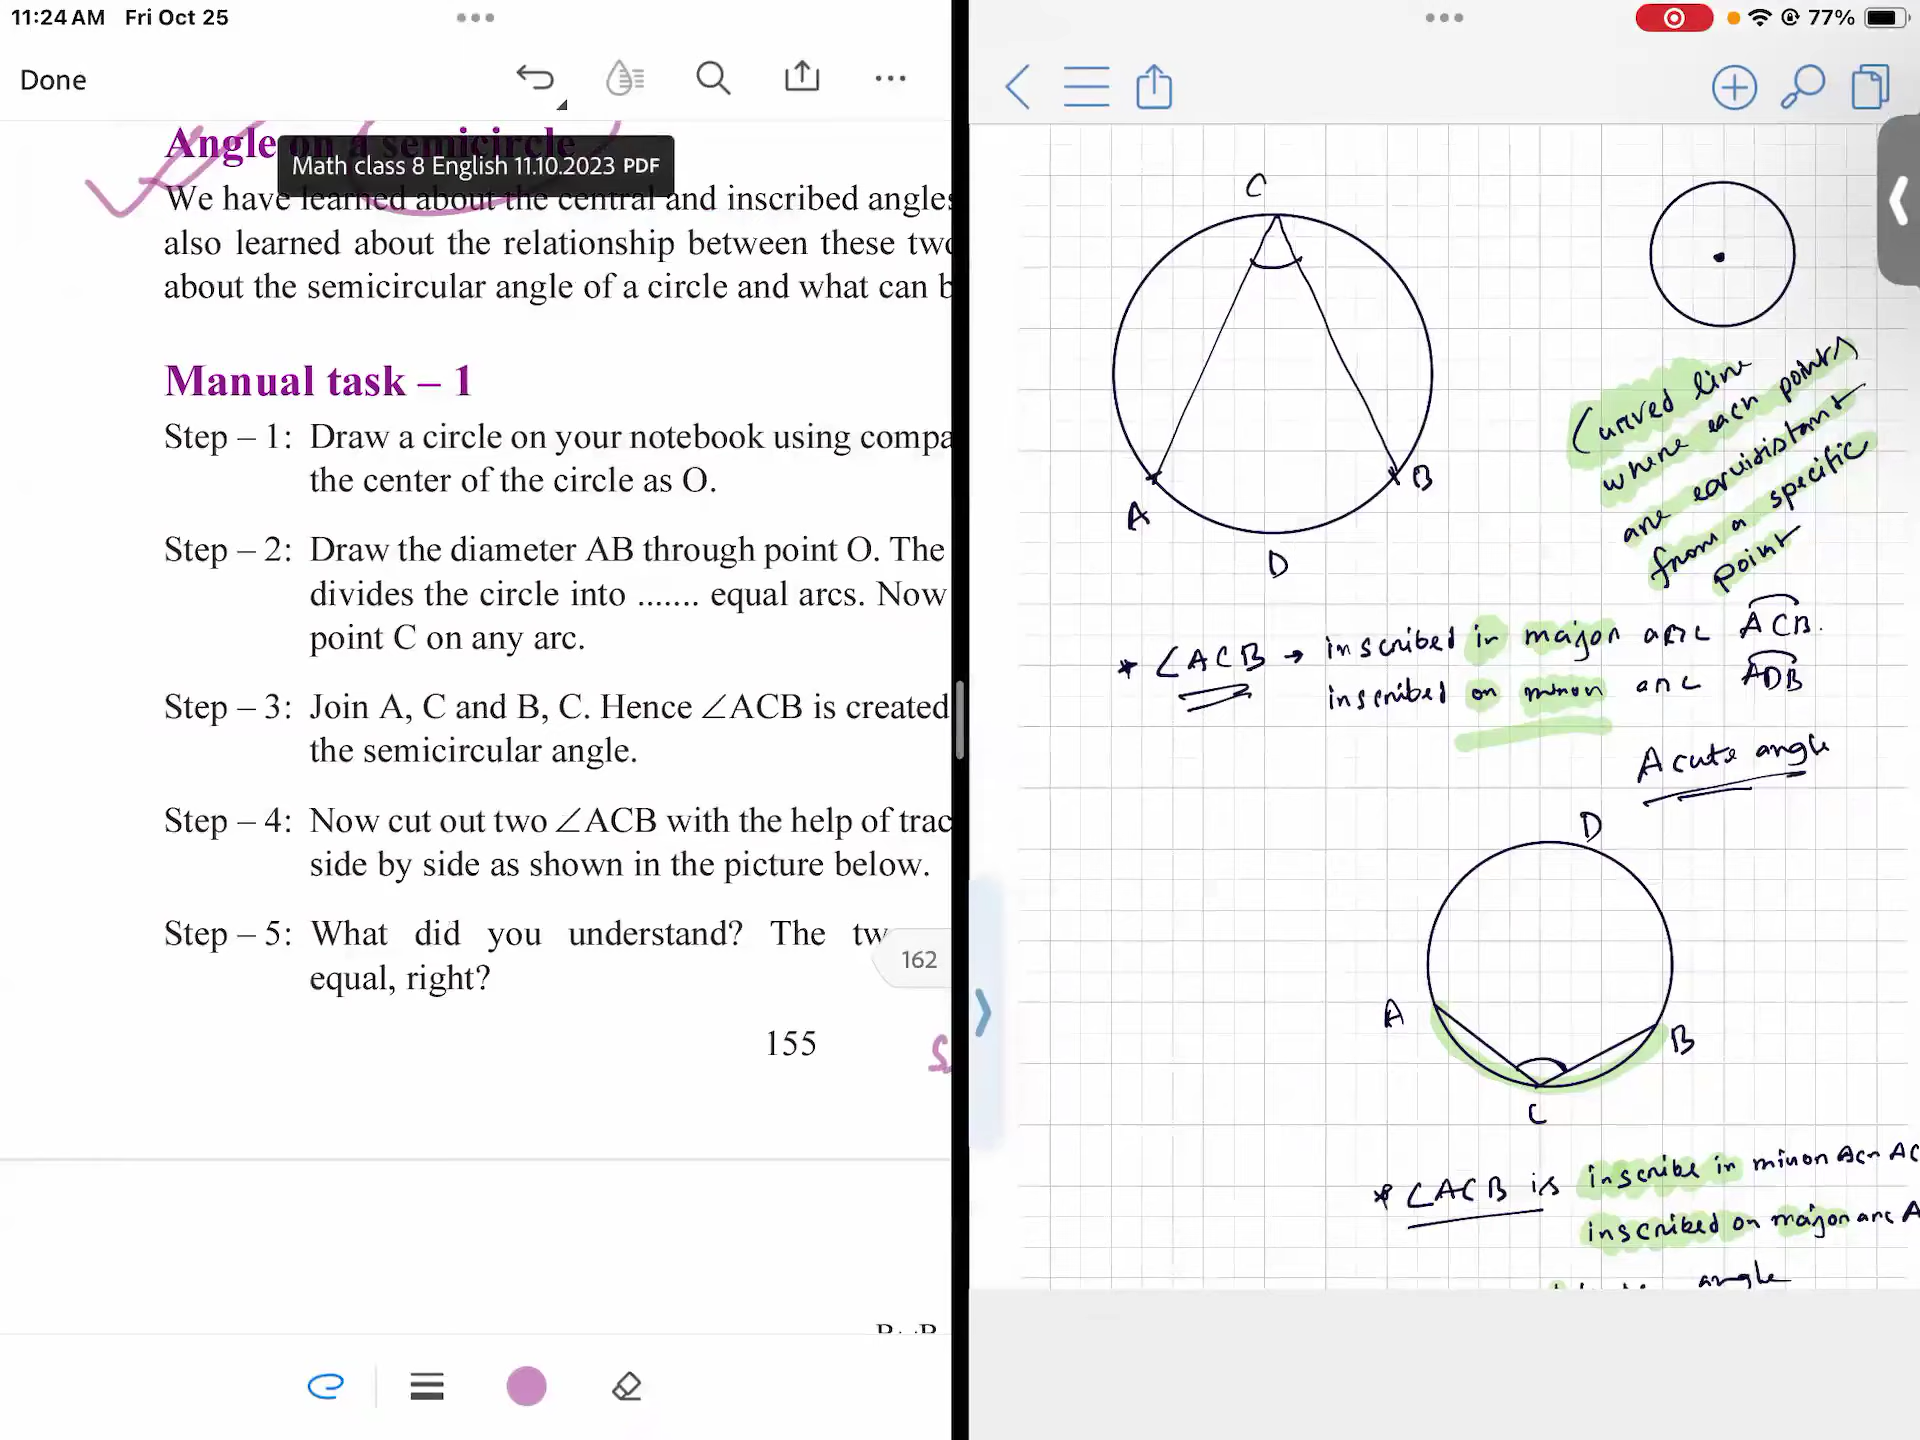 11:24 AM Fri Oct 25
77%
Done
Angle on a semicircle
Math class 8 English 11.10.2023 PDF
We have learned about the central and inscribed angles
also learned about the relationship between these two
about the semicircular angle of a circle and what can b
Manual task – 1
Step – 1: Draw a circle on your notebook using compa
the center of the circle as O.
Step – 2: Draw the diameter AB through point O. The
divides the circle into ....... equal arcs. Now
point C on any arc.
Step – 3: Join A, C and B, C. Hence ∠ACB is created
the semicircular angle.
Step – 4: Now cut out two ∠ACB with the help of trac
side by side as shown in the picture below.
Step – 5: What did you understand? The tw
equal, right?
162
155
C
A
B
D
Curved line
where each points
are equidistant
from a specific
point
* ∠ACB → inscribed in major arc ACB.
inscribed on minor arc ADB
Acute angle
D
A
B
C
* ∠ACB is inscribe in minor Acr AC
inscribed on major arc A
angle